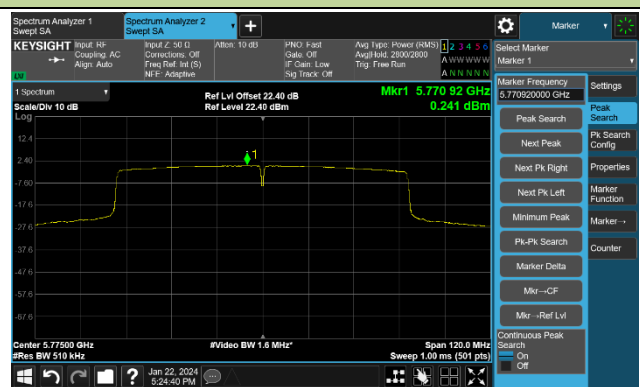 Spectrum Analyzer 1
Swept SA
Spectrum Analyzer 2
Swept SA
Marker
KEYSIGHT
Input: RF
Coupling: AC
Align: Auto
Input Z: 50 Ω
Corrections: Off
Freq Ref: Int (S)
NFE: Adaptive
Atten: 10 dB
PNO: Fast
Gate: Off
IF Gain: Low
Sig Track: Off
Avg Type: Power (RMS)
Avg|Hold: 2800/2800
Trig: Free Run
1 2 3 4 5 6
A W W W W W
A N N N N N
LV
Select Marker
Marker 1
1 Spectrum
Scale/Div 10 dB
Log
Ref Lvl Offset 22.40 dB
Ref Level 22.40 dBm
Mkr1 5.770 92 GHz
0.241 dBm
12.4
2.40
-7.60
-17.6
-27.6
-37.6
-47.6
-57.6
-67.6
1
Center 5.77500 GHz
#Res BW 510 kHz
#Video BW 1.6 MHz*
Span 120.0 MHz
Sweep 1.00 ms (501 pts)
Marker Frequency
5.770920000 GHz
Peak Search
Next Peak
Next Pk Right
Next Pk Left
Minimum Peak
Pk-Pk Search
Marker Delta
Mkr→CF
Mkr→Ref Lvl
Continuous Peak
Search
On
Off
Settings
Peak
Search
Pk Search
Config
Properties
Marker
Function
Marker→
Counter
?
Jan 22, 2024
5:24:40 PM